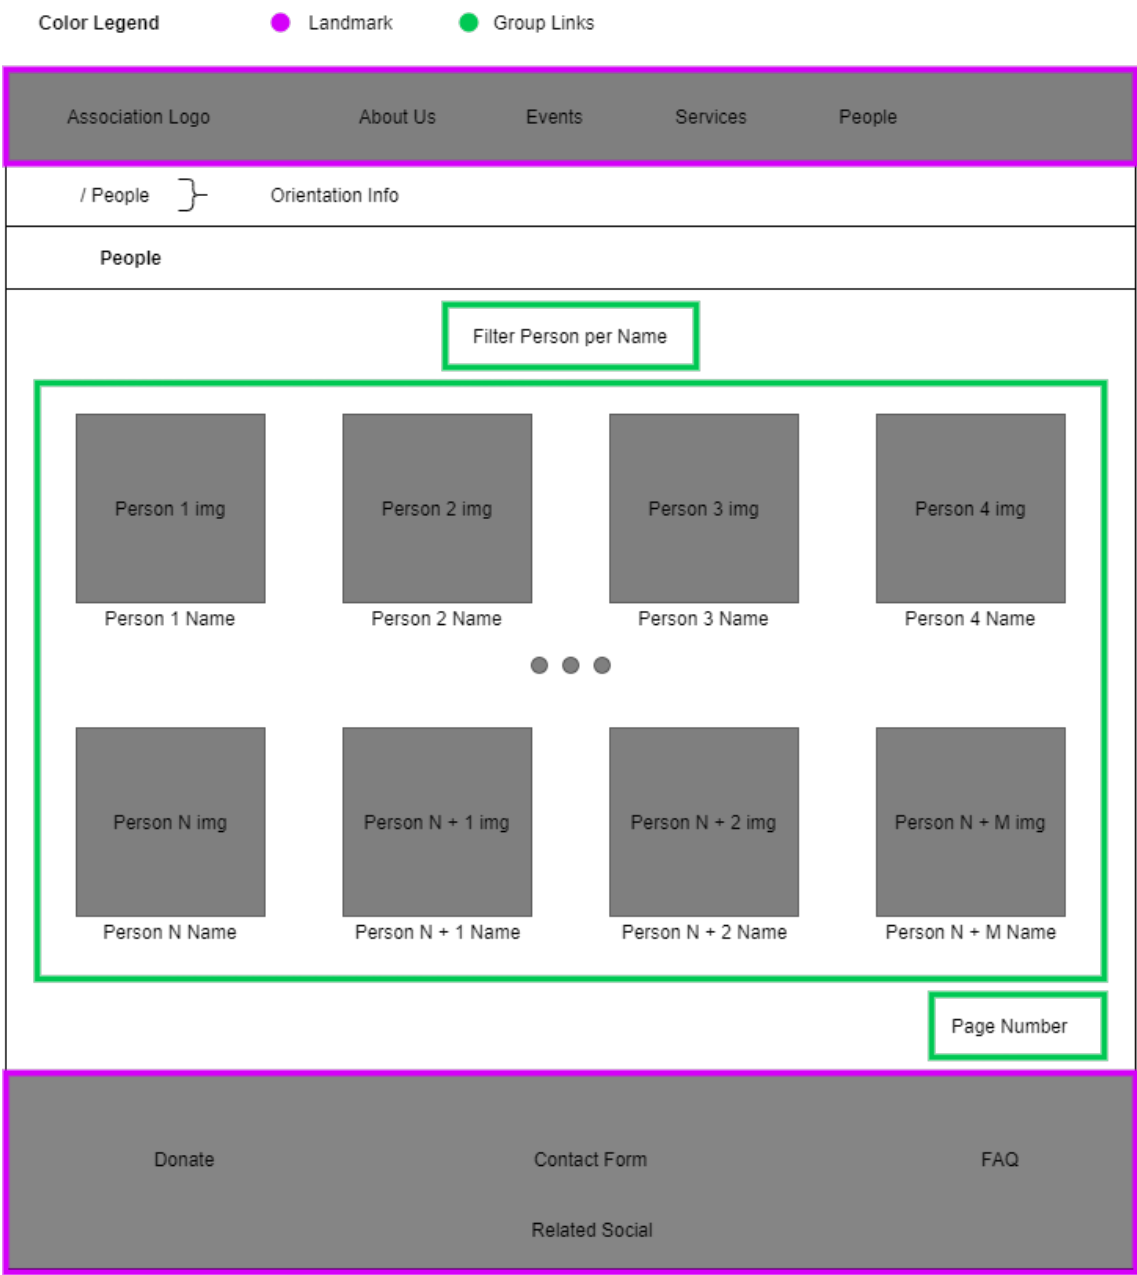 Color Legend Landmark Group Links
Association Logo About Us Events Services People
/ People Orientation Info
People
Filter Person per Name
Person 1 img Person 2 img Person 3 img Person 4 img
Person 1 Name Person 2 Name Person 3 Name Person 4 Name
Person N img Person N + 1 img Person N + 2 img Person N + M img
Person N Name Person N + 1 Name Person N + 2 Name Person N + M Name
Page Number
Donate Contact Form FAQ
Related Social